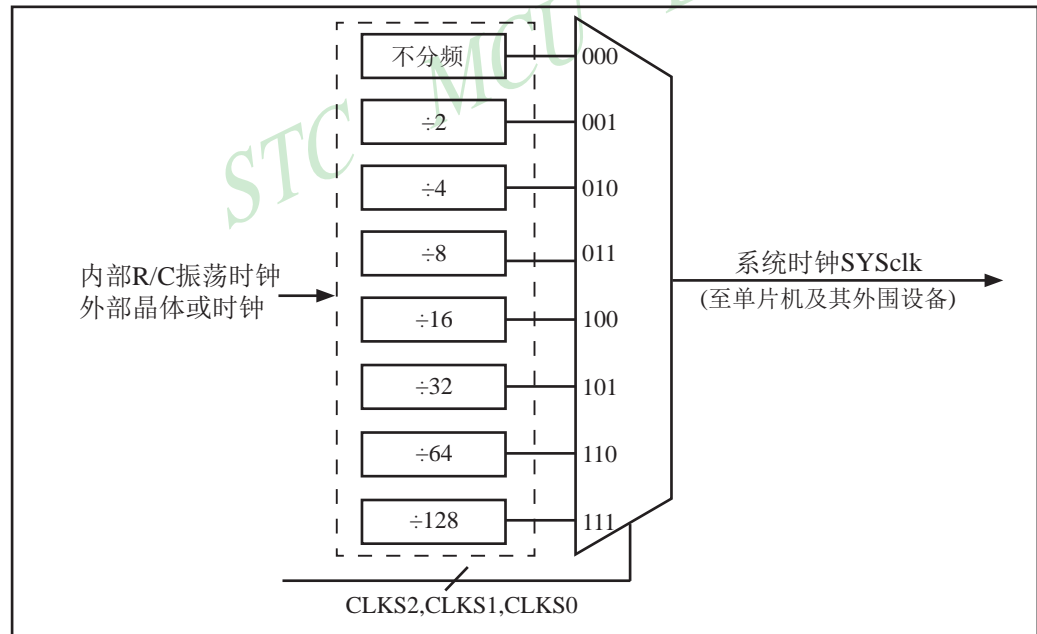 STC MCU
不分频
000
÷2
001
÷4
010
÷8
011
÷16
100
÷32
101
÷64
110
÷128
111
内部R/C振荡时钟
外部晶体或时钟
系统时钟SYSclk
(至单片机及其外围设备)
CLKS2,CLKS1,CLKS0